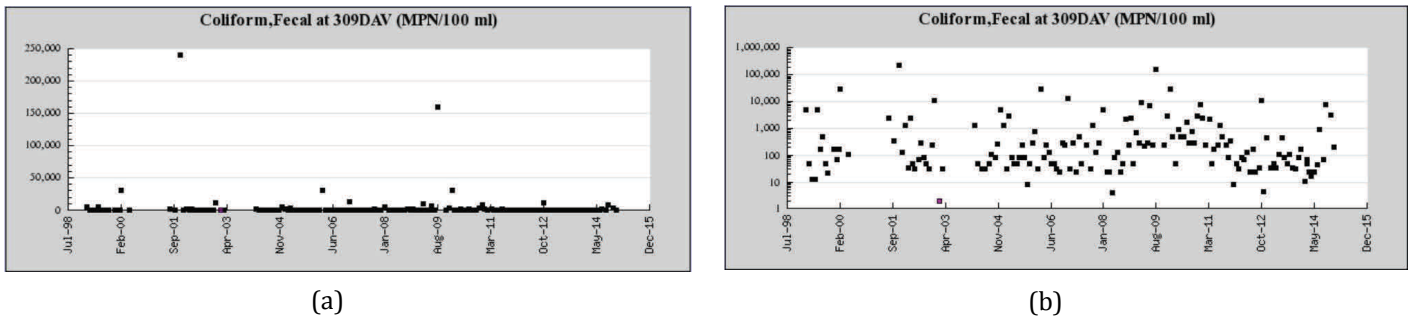 Coliform,Fecal at 309DAV (MPN/100 ml)
250,000
200,000
150,000
100,000
50,000
0
Jul-98
Feb-00
Sep-01
Apr-03
Nov-04
Jun-06
Jan-08
Aug-09
Mar-11
Oct-12
May-14
Dec-15
(a)
Coliform,Fecal at 309DAV (MPN/100 ml)
1,000,000
100,000
10,000
1,000
100
10
1
Jul-98
Feb-00
Sep-01
Apr-03
Nov-04
Jun-06
Jan-08
Aug-09
Mar-11
Oct-12
May-14
Dec-15
(b)